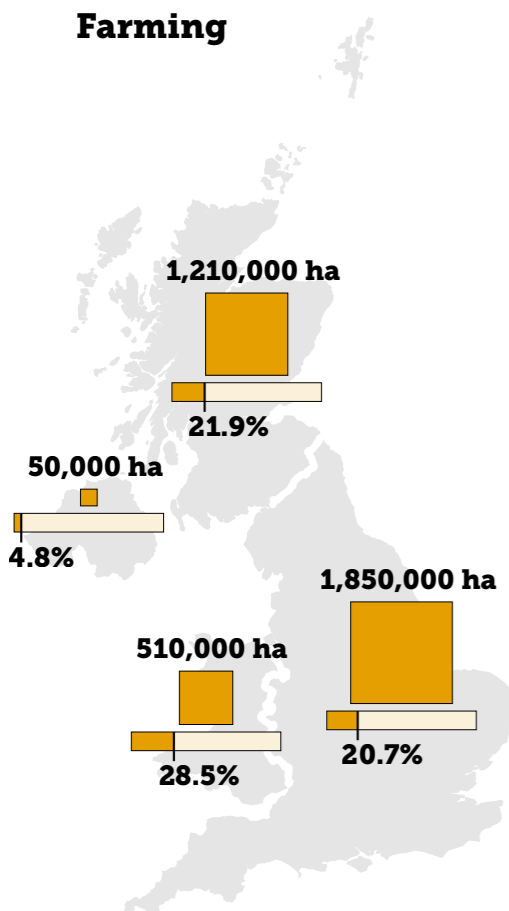 Farming
1,210,000 ha
21.9%
50,000 ha
4.8%
1,850,000 ha
20.7%
510,000 ha
28.5%